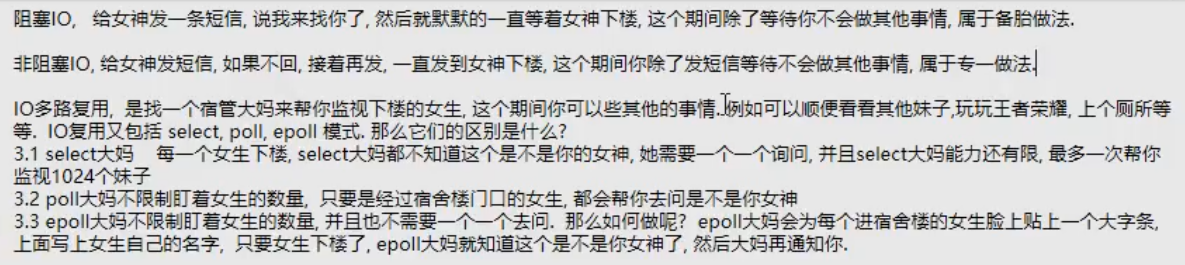 阻塞IO, 给女神发一条短信, 说我来找你了, 然后就默默的一直等着女神下楼, 这个期间除了等待你不会做其他事情, 属于备胎做法.
非阻塞IO, 给女神发短信, 如果不回, 接着再发, 一直发到女神下楼, 这个期间你除了发短信等待不会做其他事情, 属于专一做法.
IO多路复用, 是找一个宿管大妈来帮你监视下楼的女生, 这个期间你可以些其他的事情..例如可以顺便看看其他妹子,玩玩王者荣耀, 上个厕所等
等. IO复用又包括 select, poll, epoll 模式. 那么它们的区别是什么?
3.1 select大妈 每一个女生下楼, select大妈都不知道这个是不是你的女神, 她需要一个一个询问, 并且select大妈能力还有限, 最多一次帮你
监视1024个妹子
3.2 poll大妈不限制盯着女生的数量, 只要是经过宿舍楼门口的女生, 都会帮你去问是不是你女神
3.3 epoll大妈不限制盯着女生的数量, 并且也不需要一个一个去问. 那么如何做呢? epoll大妈会为每个进宿舍楼的女生脸上贴上一个大字条,
上面写上女生自己的名字, 只要女生下楼了, epoll大妈就知道这个是不是你女神了, 然后大妈再通知你.